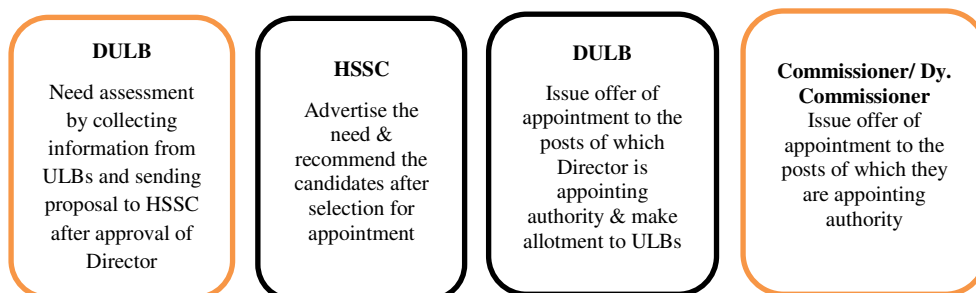 DULB
Need assessment
by collecting
information from
ULBs and sending
proposal to HSSC
after approval of
Director
HSSC
Advertise the
need &
recommend the
candidates after
selection for
appointment
DULB
Issue offer of
appointment to the
posts of which
Director is
appointing
authority & make
allotment to ULBs
Commissioner/ Dy.
Commissioner
Issue offer of
appointment to the
posts of which they
are appointing
authority